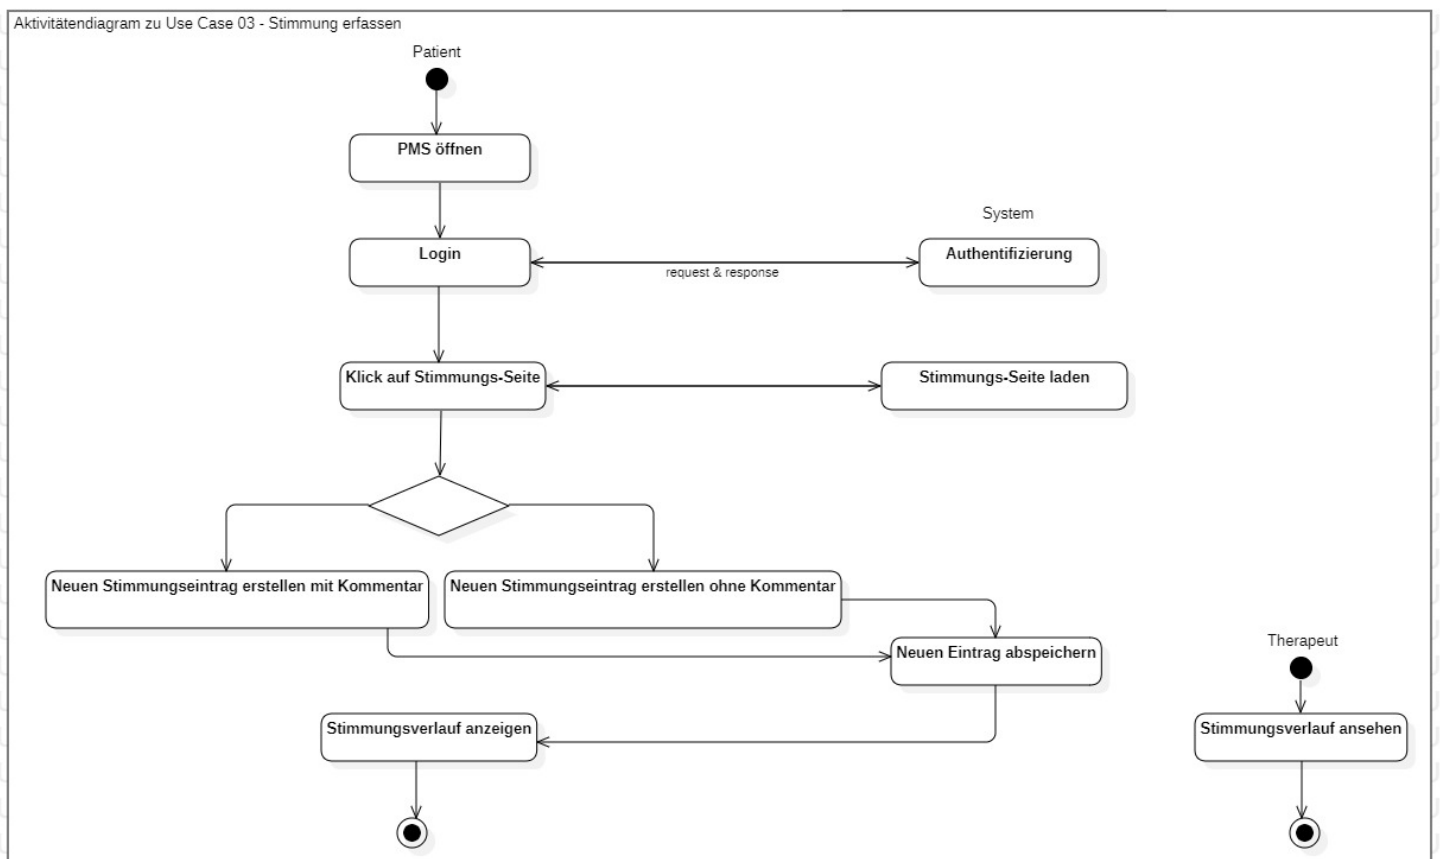 Aktivitätendiagram zu Use Case 03 - Stimmung erfassen
Patient
PMS öffnen
System
Login
Authentifizierung
request & response
Klick auf Stimmungs-Seite
Stimmungs-Seite laden
Neuen Stimmungseintrag erstellen mit Kommentar
Neuen Stimmungseintrag erstellen ohne Kommentar
Neuen Eintrag abspeichern
Therapeut
Stimmungsverlauf anzeigen
Stimmungsverlauf ansehen